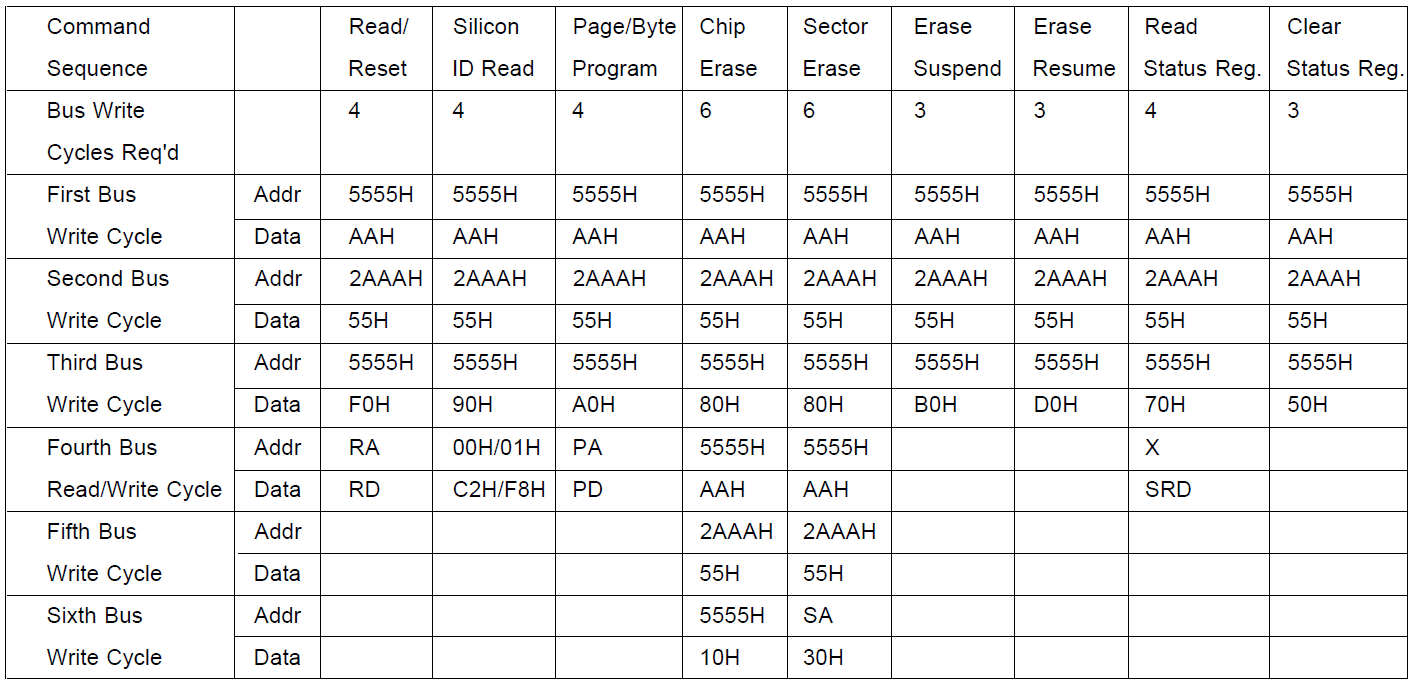 Command Read/ Silicon Page/Byte Chip Sector Erase Erase Read Clear
Sequence Reset ID Read Program Erase Erase Suspend Resume Status Reg. Status Reg.
Bus Write 4 4 4 6 6 3 3 4 3
Cycles Req'd
First Bus Addr 5555H 5555H 5555H 5555H 5555H 5555H 5555H 5555H 5555H
Write Cycle Data AAH AAH AAH AAH AAH AAH AAH AAH AAH
Second Bus Addr 2AAAH 2AAAH 2AAAH 2AAAH 2AAAH 2AAAH 2AAAH 2AAAH 2AAAH
Write Cycle Data 55H 55H 55H 55H 55H 55H 55H 55H 55H
Third Bus Addr 5555H 5555H 5555H 5555H 5555H 5555H 5555H 5555H 5555H
Write Cycle Data F0H 90H A0H 80H 80H B0H D0H 70H 50H
Fourth Bus Addr RA 00H/01H PA 5555H 5555H X
Read/Write Cycle Data RD C2H/F8H PD AAH AAH SRD
Fifth Bus Addr 2AAAH 2AAAH
Write Cycle Data 55H 55H
Sixth Bus Addr 5555H SA
Write Cycle Data 10H 30H